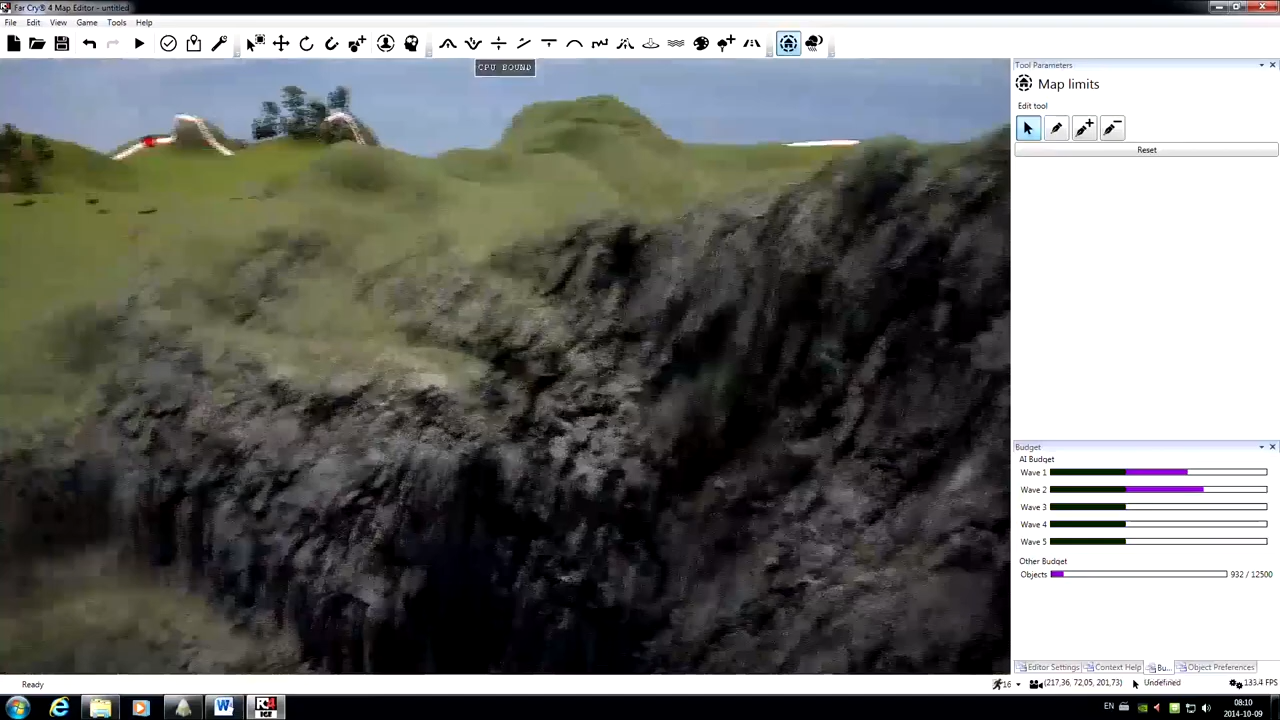 Far Cry® 4 Map Editor - untitled
File Edit View Game Tools Help
CPU BOUND
Tool Parameters
Map limits
Edit tool
Reset
Budget
AI Budget
Wave 1
Wave 2
Wave 3
Wave 4
Wave 5
Other Budget
Objects 932 / 12500
Editor Settings Context Help Bu... Object Preferences
Ready 16 (217,36, 72,05, 201,73) Undefined 133.4 FPS
EN 08:10
2014-10-09